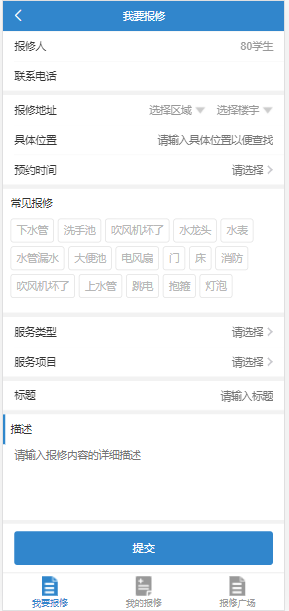 我要报修
报修人 80学生
联系电话
报修地址 选择区域 选择楼宇
具体位置 请输入具体位置以便查找
预约时间 请选择
常见报修
下水管 洗手池 吹风机坏了 水龙头 水表
水管漏水 大便池 电风扇 门 床 消防
吹风机坏了 上水管 跳电 抱箍 灯泡
服务类型 请选择
服务项目 请选择
标题 请输入标题
描述
请输入报修内容的详细描述
提交
我要报修 我的报修 报修广场